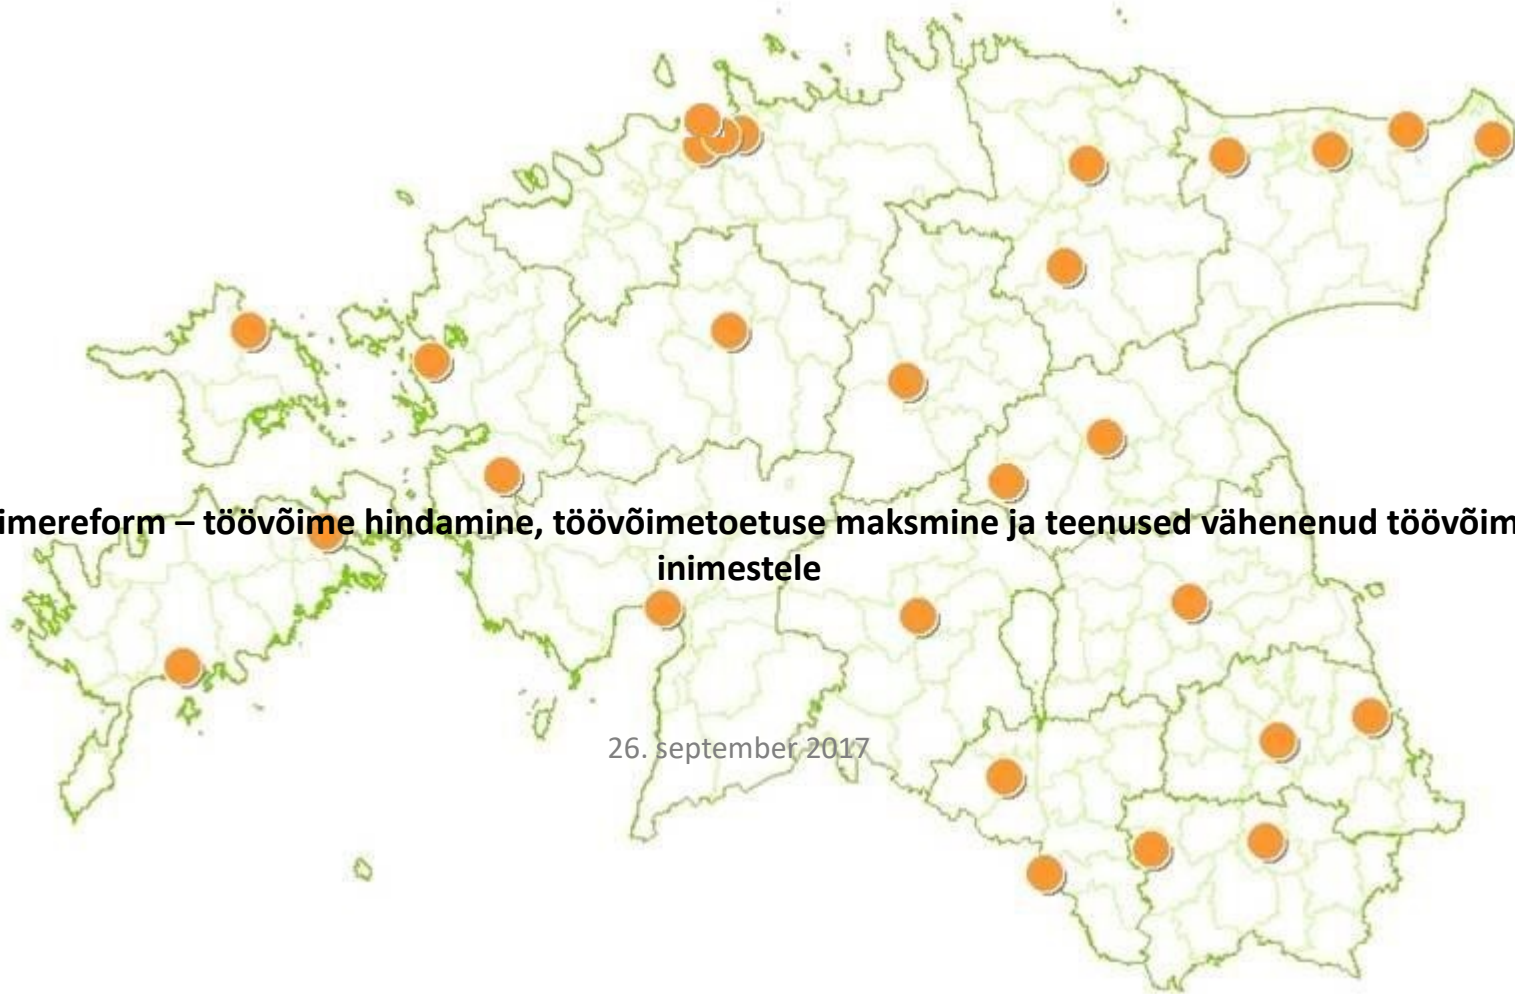 imereform – töövõime hindamine, töövõimetoetuse maksmine ja teenused vähenenud töövõim
inimestele
26. september 2017